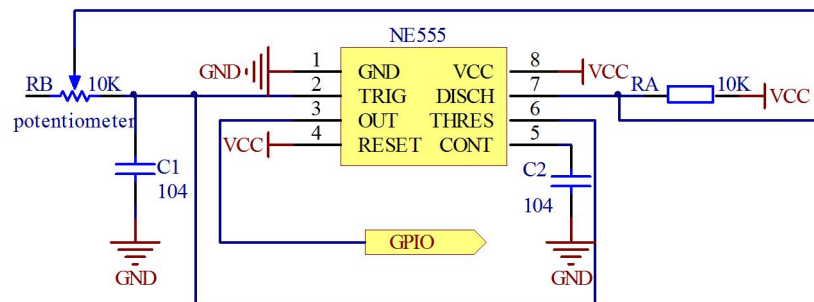 NE555
GND 1 GND VCC 8 VCC
RB 10K 2 TRIG DISCH 7 RA 10K VCC
potentiometer 3 OUT THRES 6
VCC 4 RESET CONT 5
C1 104
C2 104
GPIO
GND GND